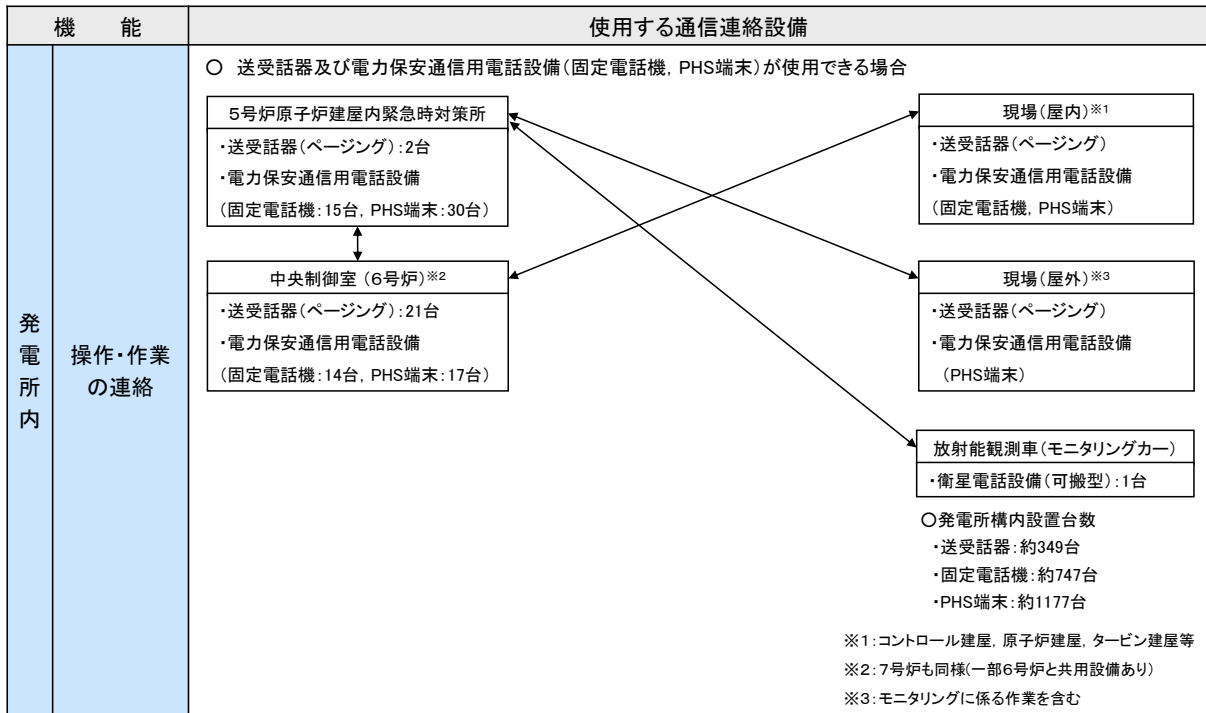 機　能
使用する通信連絡設備
発電所内
操作・作業
の連絡
○　送受話器及び電力保安通信用電話設備(固定電話機, PHS端末)が使用できる場合
5号炉原子炉建屋内緊急時対策所
・送受話器(ページング):2台
・電力保安通信用電話設備
(固定電話機:15台, PHS端末:30台)
中央制御室 (6号炉)※2
・送受話器(ページング):21台
・電力保安通信用電話設備
(固定電話機:14台, PHS端末:17台)
現場(屋内)※1
・送受話器(ページング)
・電力保安通信用電話設備
(固定電話機, PHS端末)
現場(屋外)※3
・送受話器(ページング)
・電力保安通信用電話設備
(PHS端末)
放射能観測車(モニタリングカー)
・衛星電話設備(可搬型):1台
○発電所構内設置台数
・送受話器:約349台
・固定電話機:約747台
・PHS端末:約1177台
※1:コントロール建屋, 原子炉建屋, タービン建屋等
※2:7号炉も同様(一部6号炉と共用設備あり)
※3:モニタリングに係る作業を含む